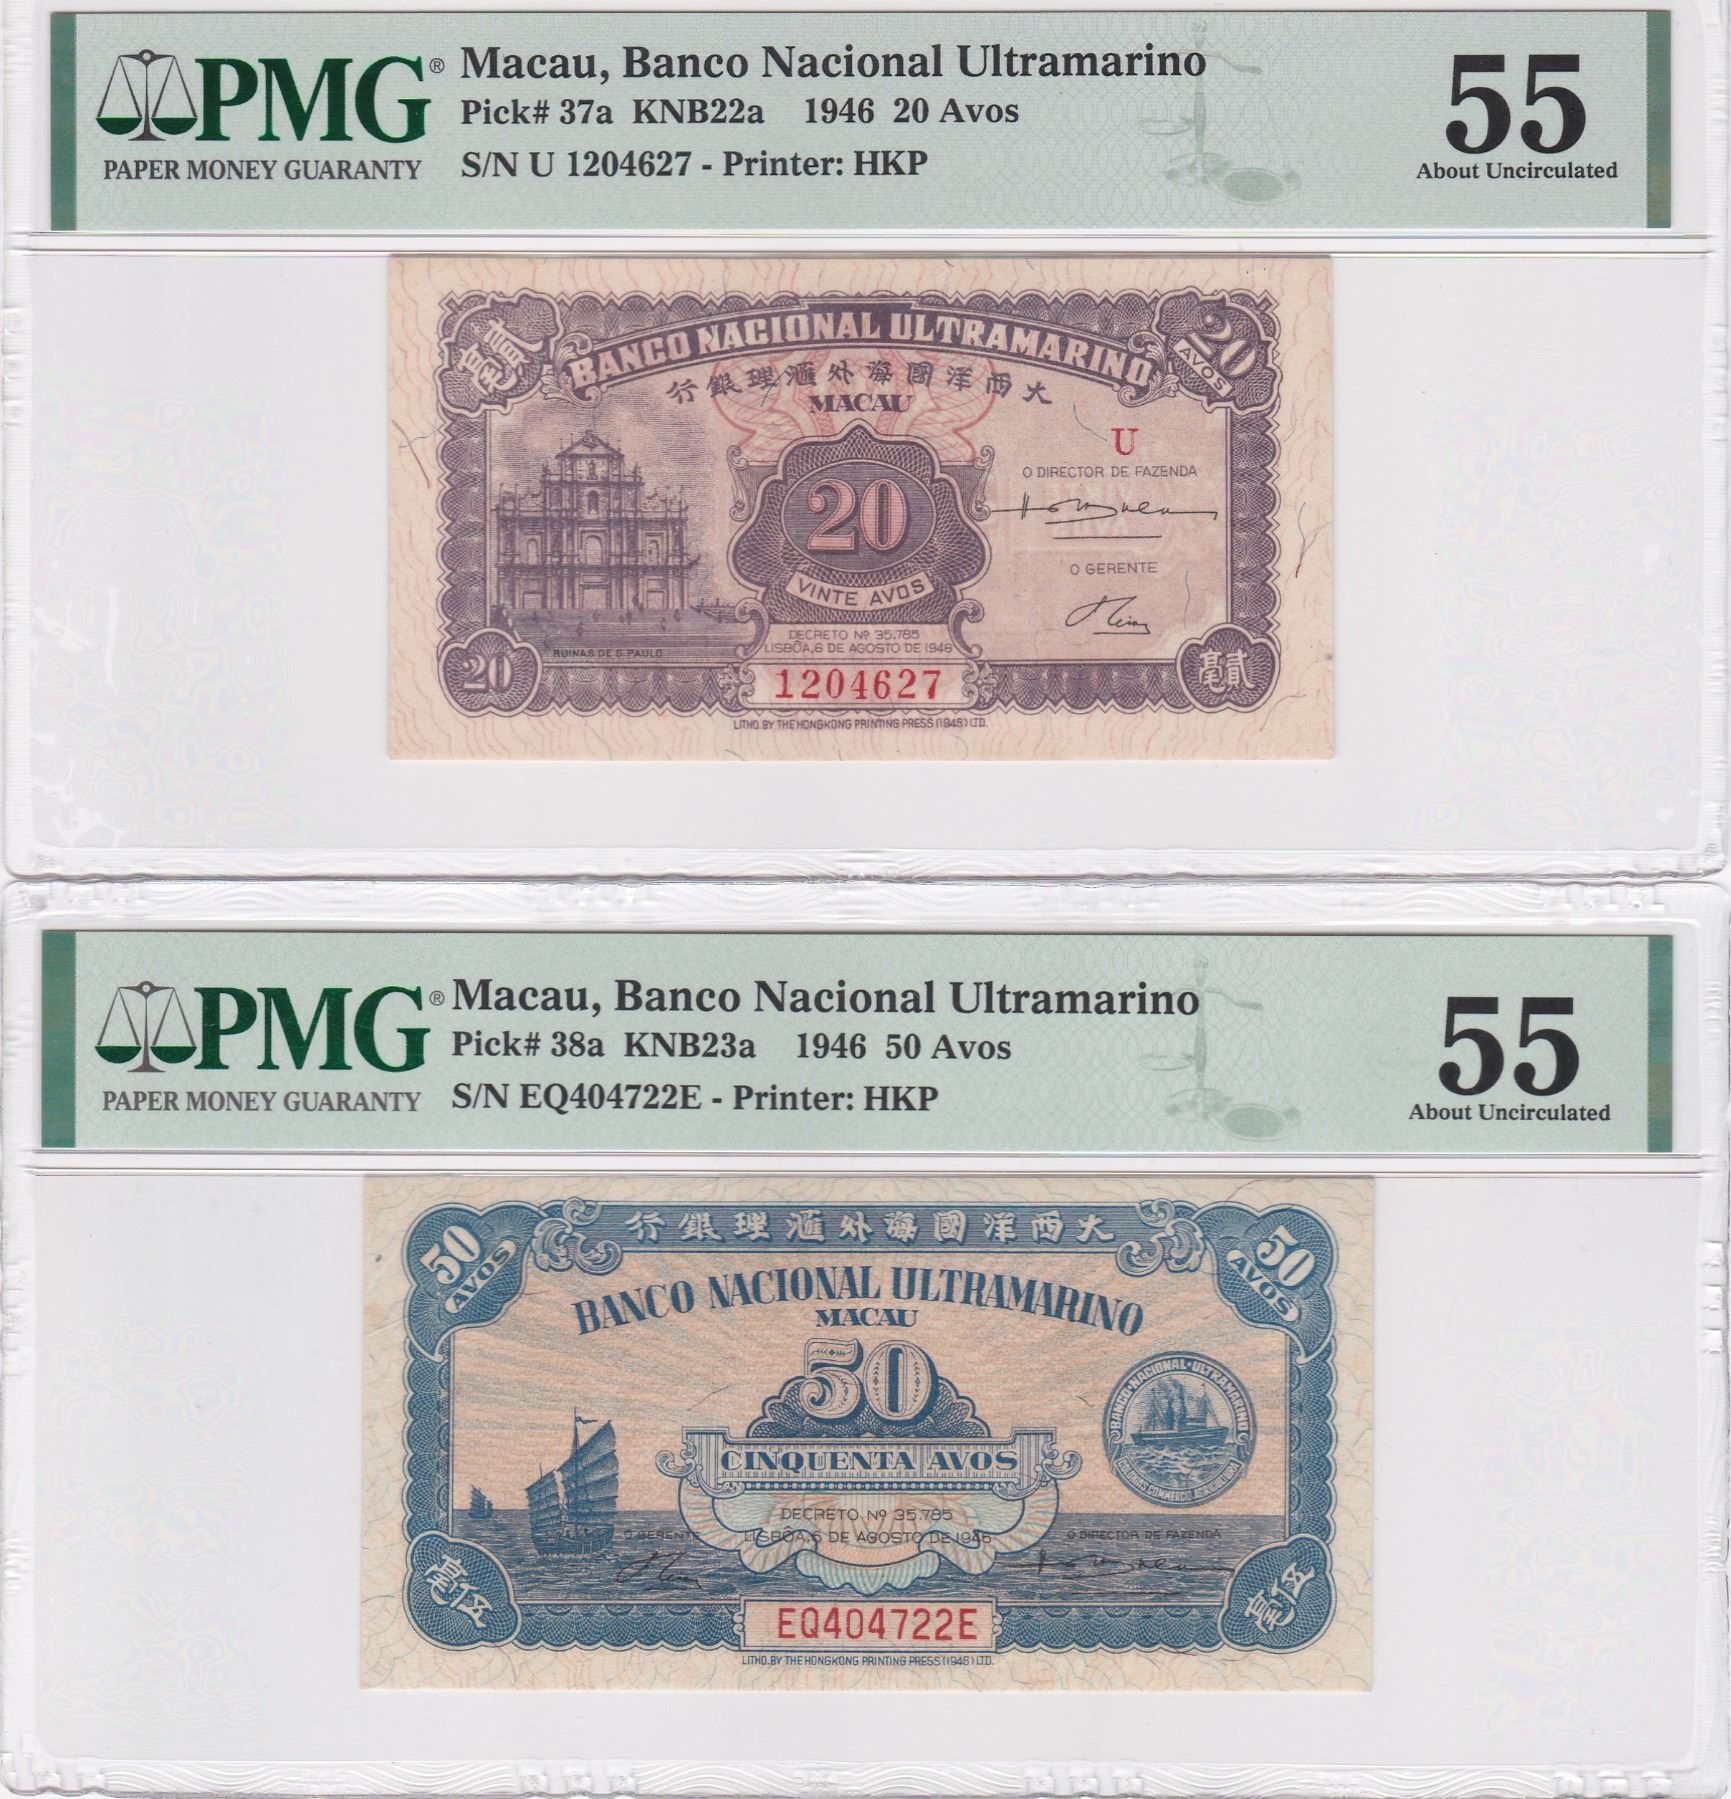 PMG®
PAPER MONEY GUARANTY
Macau, Banco Nacional Ultramarino
Pick# 37a KNB22a 1946 20 Avos
S/N U 1204627 - Printer: HKP
55
About Uncirculated
貳毫
BANCO NACIONAL ULTRAMARINO
20
AVOS
行銀理滙外海國洋西大
MACAU
U
O DIRECTOR DE FAZENDA
20
VINTE AVOS
O GERENTE
DECRETO Nº 35.785
LISBÔA, 6 DE AGOSTO DE 1946
RUINAS DE S. PAULO
20
1204627
毫貳
LITHO. BY THE HONGKONG PRINTING PRESS (1946) LTD.
PMG®
PAPER MONEY GUARANTY
Macau, Banco Nacional Ultramarino
Pick# 38a KNB23a 1946 50 Avos
S/N EQ404722E - Printer: HKP
55
About Uncirculated
50
AVOS
行銀理滙外海國洋西大
50
AVOS
BANCO NACIONAL ULTRAMARINO
MACAU
50
CINQUENTA AVOS
BANCO·NACIONAL·ULTRAMARINO
DECRETO Nº 35.785
LISBÔA, 6 DE AGOSTO DE 1946
O GERENTE
O DIRECTOR DE FAZENDA
毫伍
EQ404722E
毫伍
LITHO. BY THE HONGKONG PRINTING PRESS (1946) LTD.